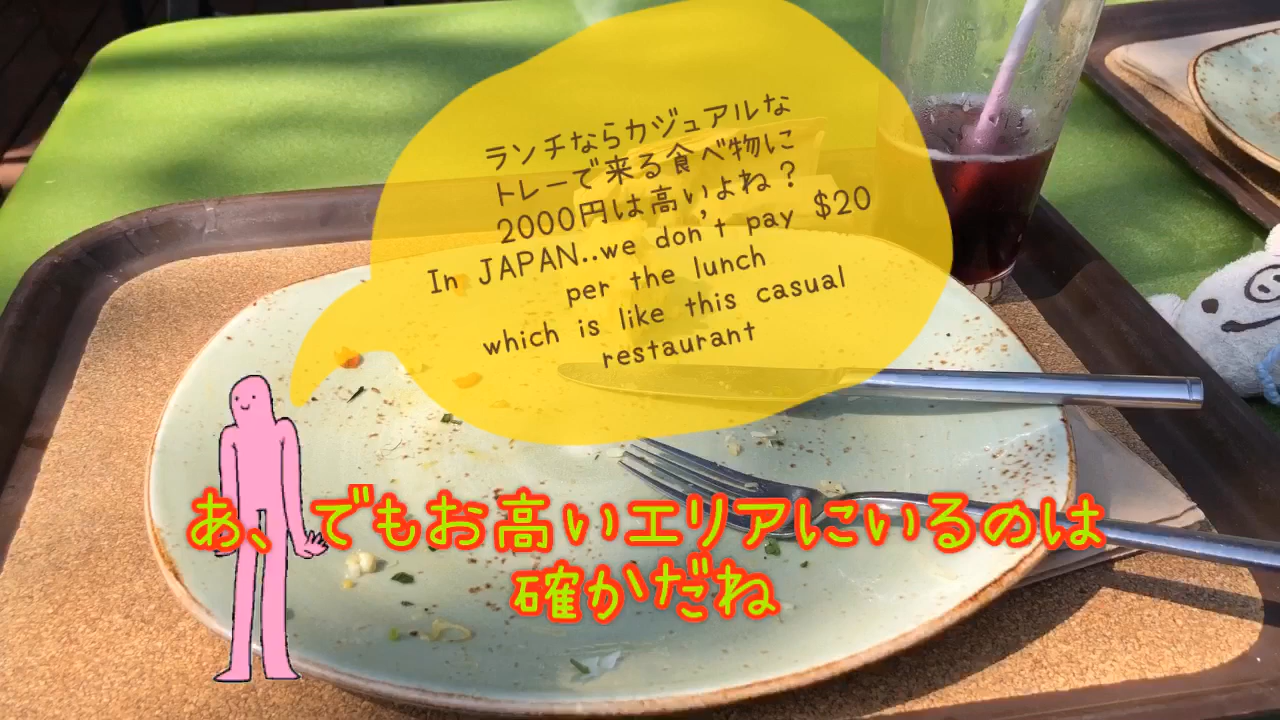 ランチならカジュアルな
トレーで来る食べ物に
2000円は高いよね？
In JAPAN..we don't pay $20
per the lunch
which is like this casual
restaurant
あ、でもお高いエリアにいるのは
確かだね